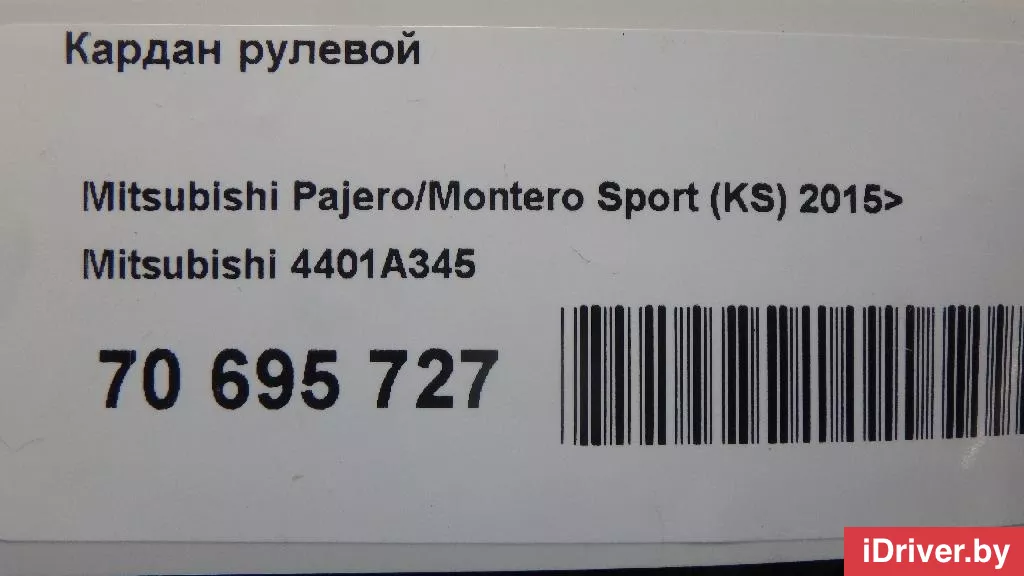 Кардан рулевой
Mitsubishi Pajero/Montero Sport (KS) 2015>
Mitsubishi 4401A345
70 695 727
iDriver.by